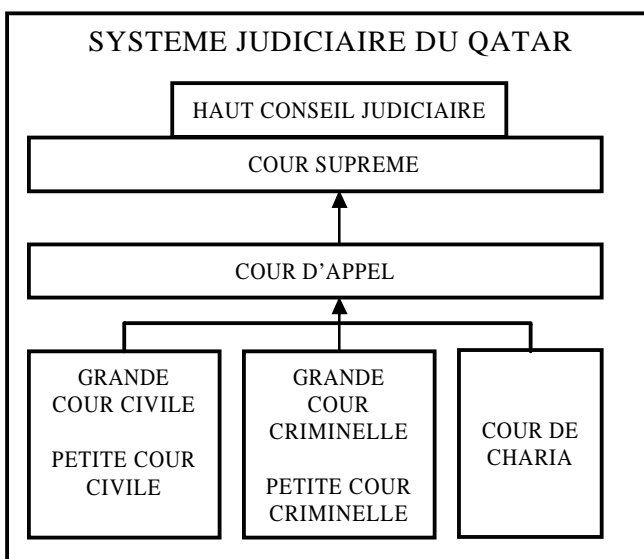 SYSTEME JUDICIAIRE DU QATAR
HAUT CONSEIL JUDICIAIRE
COUR SUPREME
COUR D’APPEL
GRANDE
COUR CIVILE
PETITE COUR
CIVILE
GRANDE
COUR
CRIMINELLE
PETITE COUR
CRIMINELLE
COUR DE
CHARIA